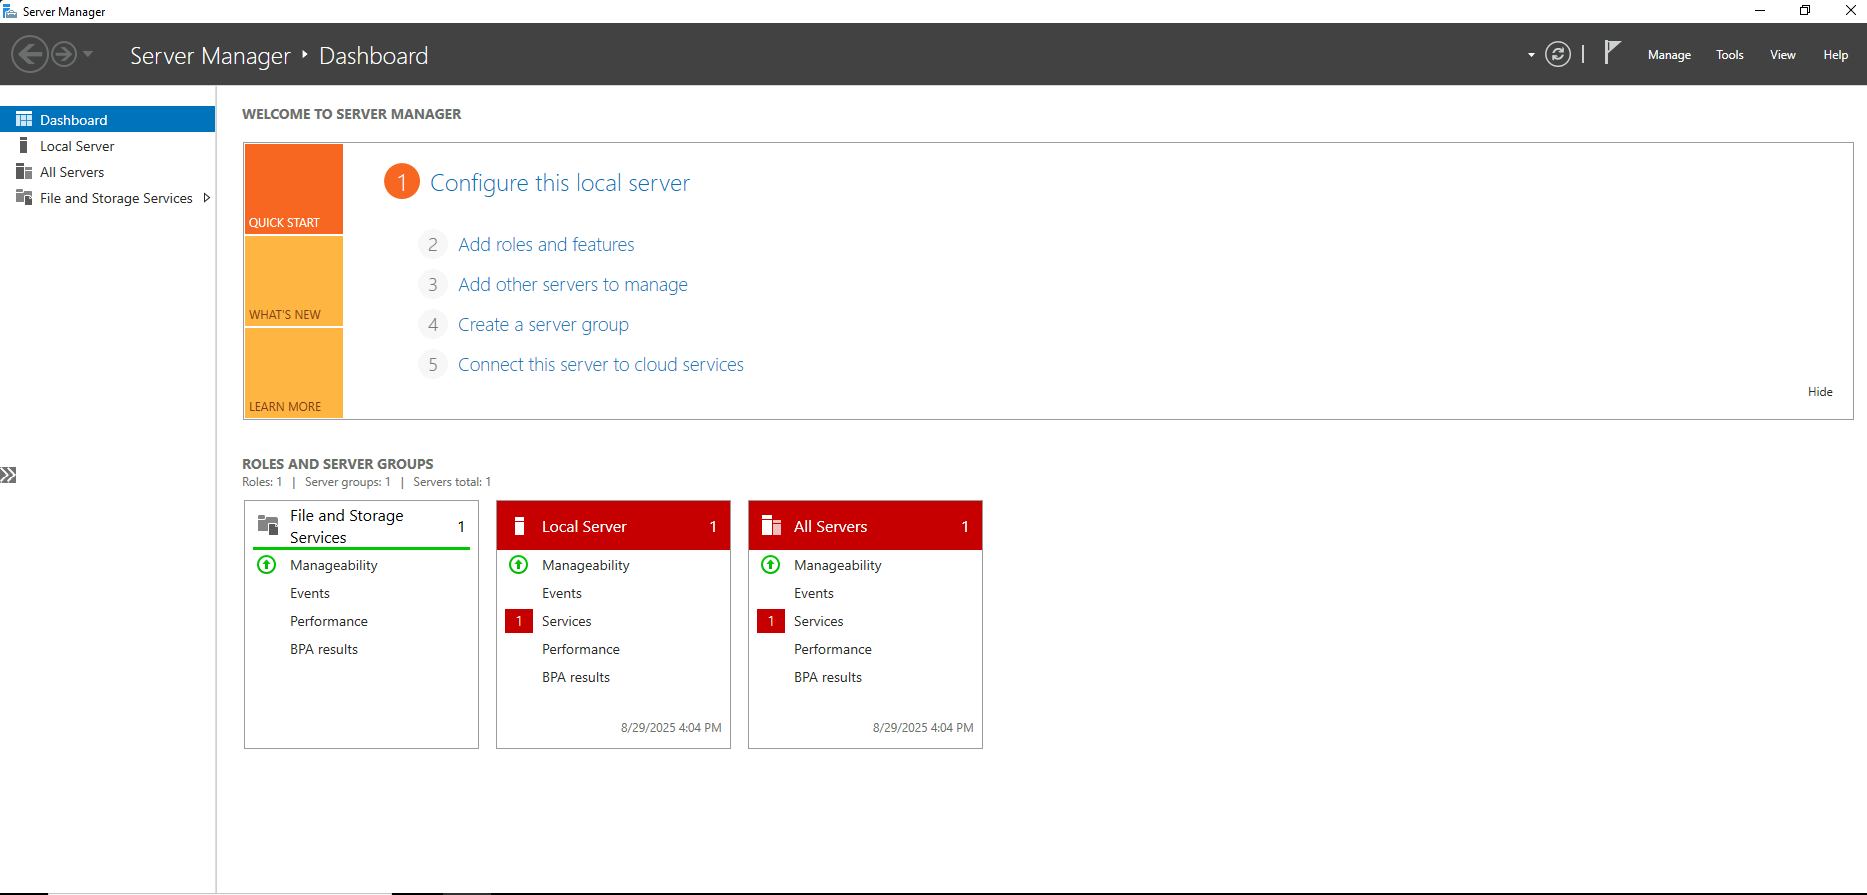 Server Manager
Server Manager ‣ Dashboard
Manage Tools View Help
Dashboard
Local Server
All Servers
File and Storage Services
WELCOME TO SERVER MANAGER
QUICK START
WHAT'S NEW
LEARN MORE
1 Configure this local server
2 Add roles and features
3 Add other servers to manage
4 Create a server group
5 Connect this server to cloud services
Hide
ROLES AND SERVER GROUPS
Roles: 1 | Server groups: 1 | Servers total: 1
File and Storage
Services 1
Manageability
Events
Performance
BPA results
Local Server 1
Manageability
Events
1 Services
Performance
BPA results
8/29/2025 4:04 PM
All Servers 1
Manageability
Events
1 Services
Performance
BPA results
8/29/2025 4:04 PM